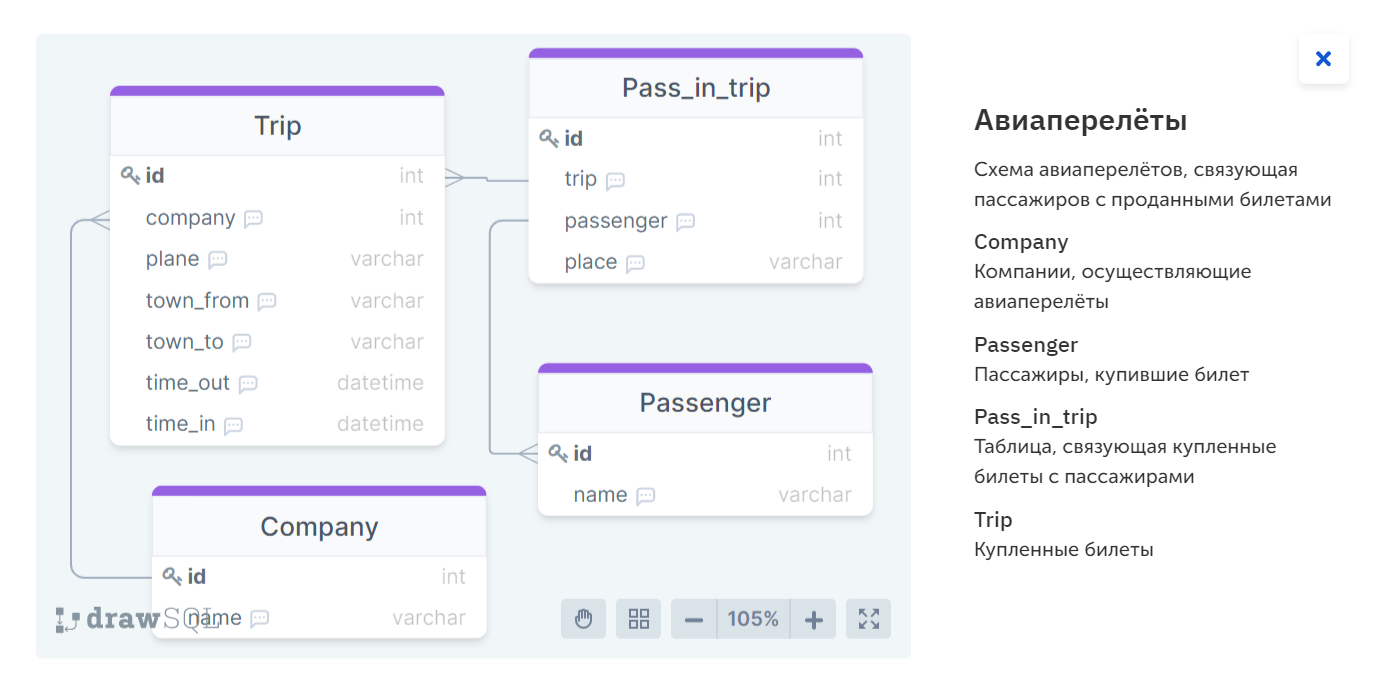 Trip
id int
company int
plane varchar
town_from varchar
town_to varchar
time_out datetime
time_in datetime
Pass_in_trip
id int
trip int
passenger int
place varchar
Passenger
id int
name varchar
Company
id int
name varchar
drawSQL
105%
Авиаперелёты
Схема авиаперелётов, связующая
пассажиров с проданными билетами
Company
Компании, осуществляющие
авиаперелёты
Passenger
Пассажиры, купившие билет
Pass_in_trip
Таблица, связующая купленные
билеты с пассажирами
Trip
Купленные билеты